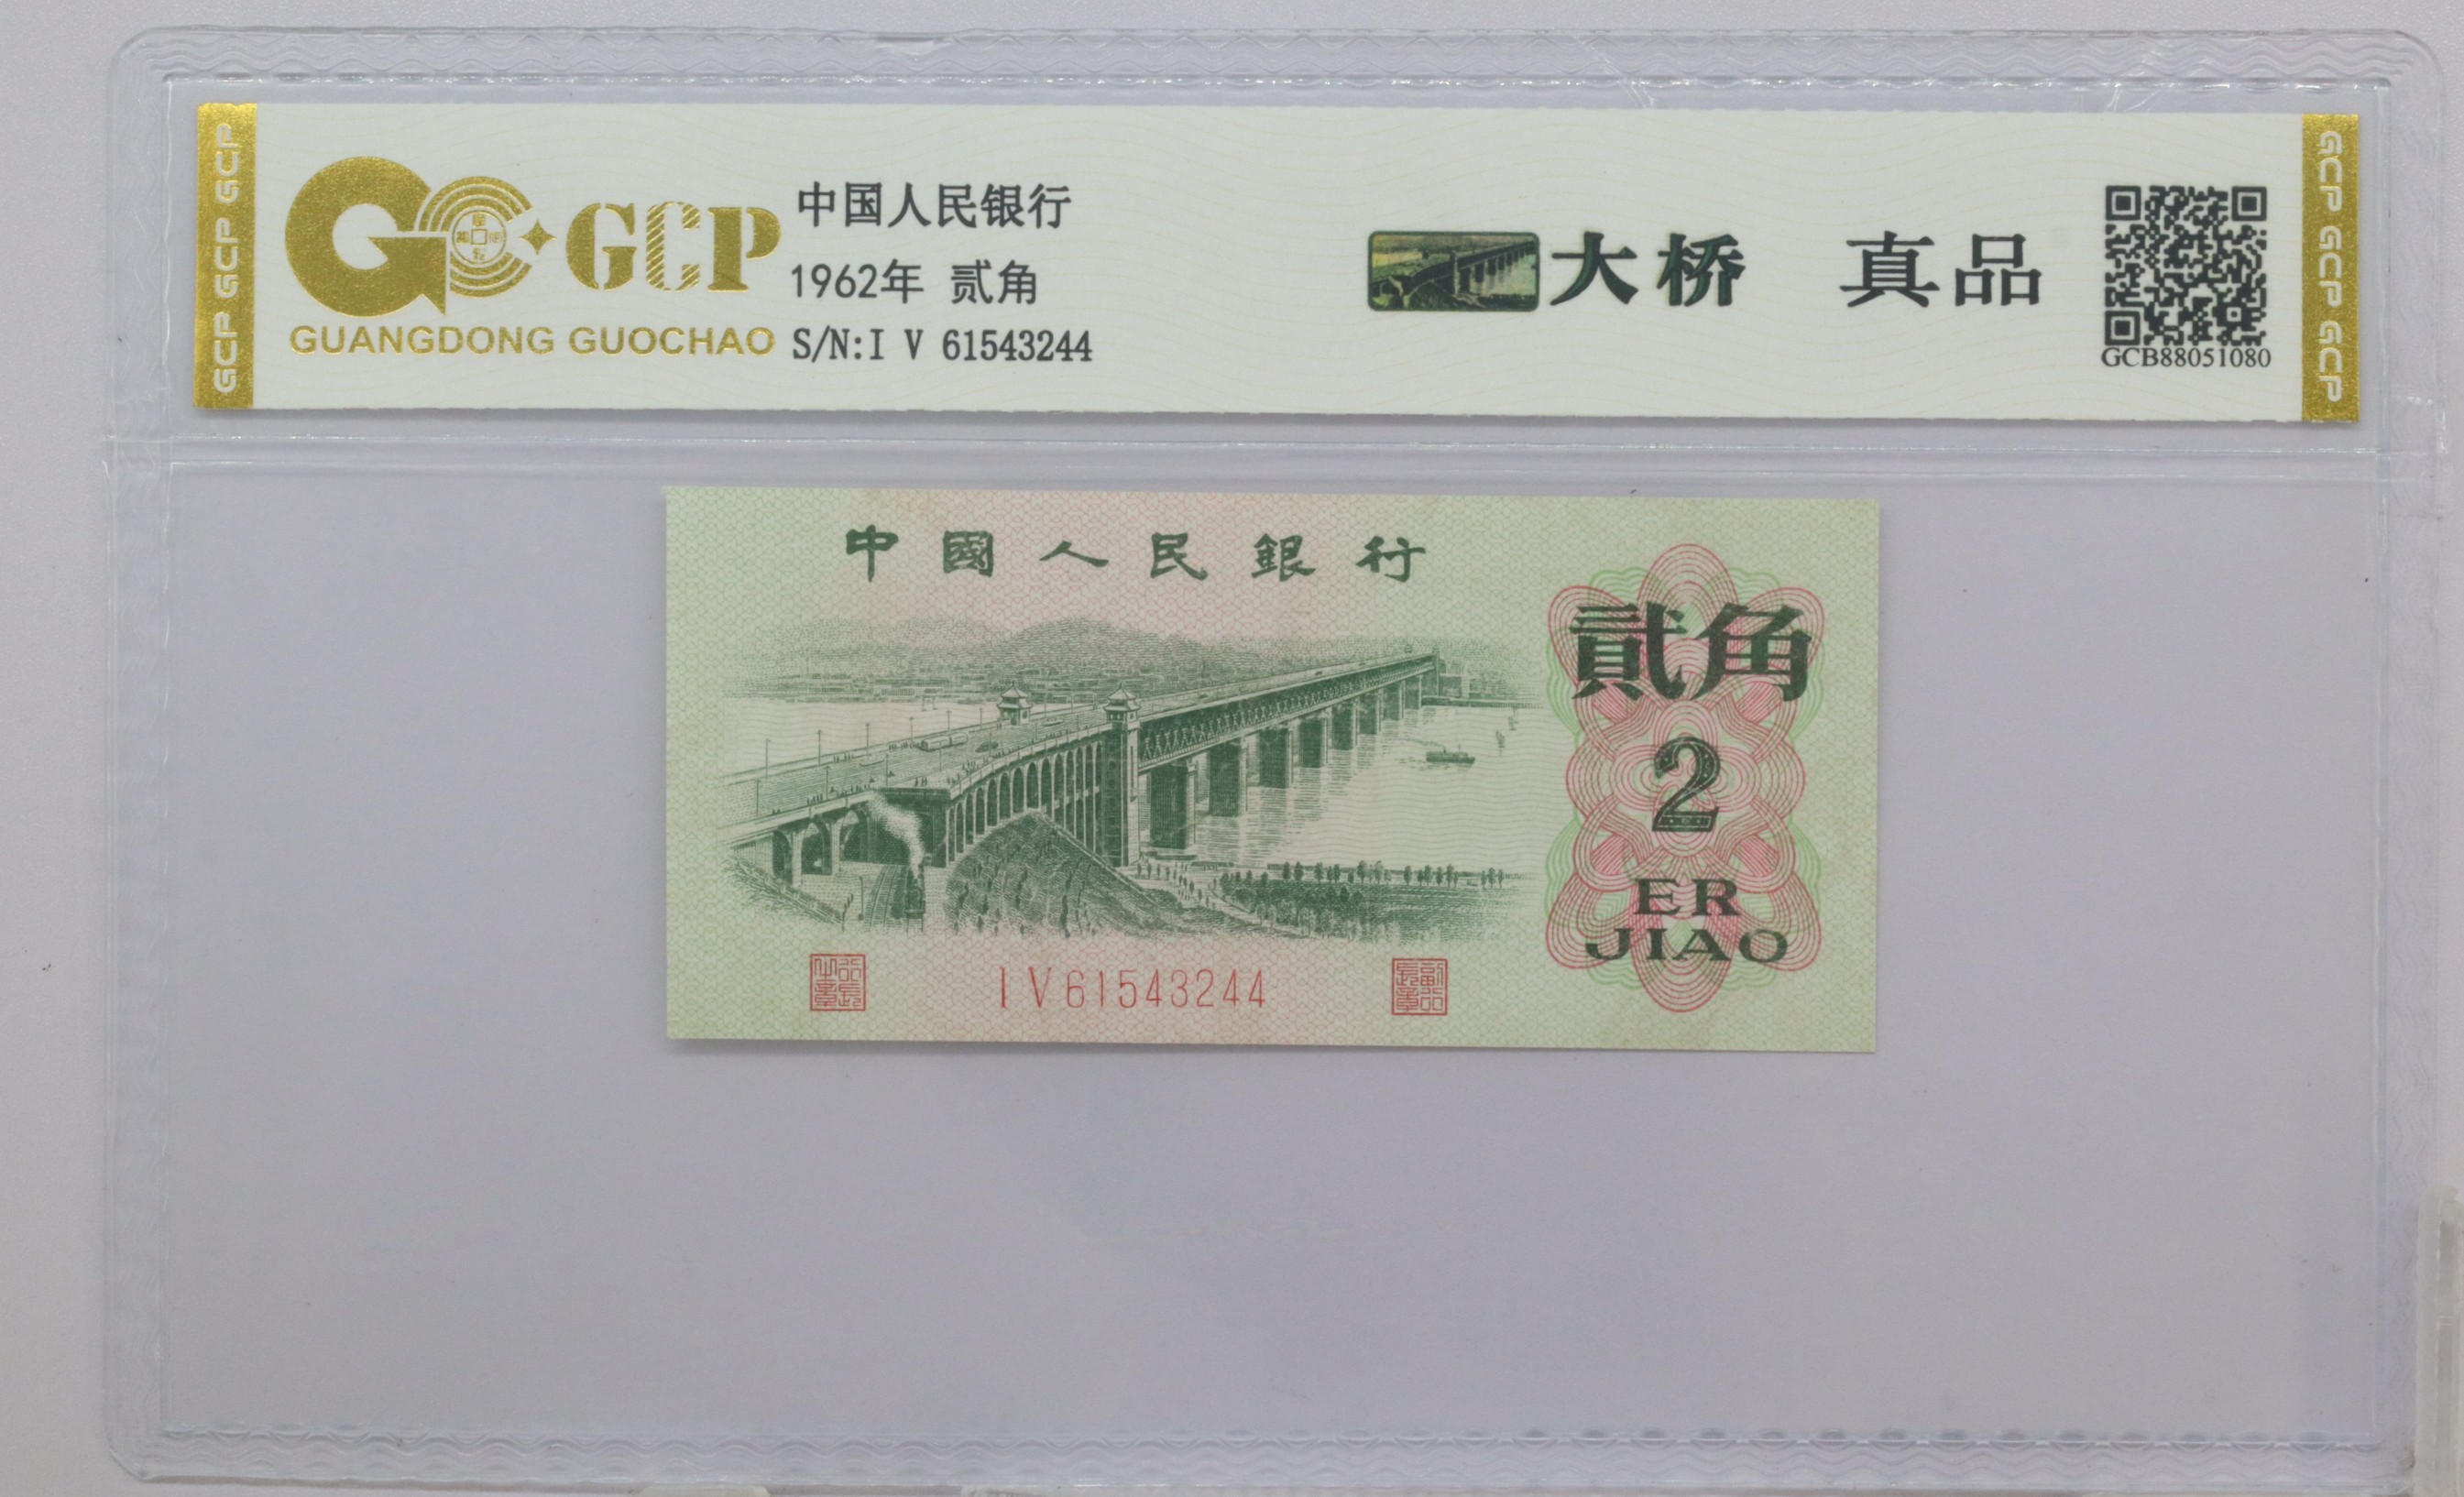 GCP GCP GCP
GCP
GUANGDONG GUOCHAO
中国人民银行
1962年 贰角
S/N:I V 61543244
大桥 真品
GCB88051080
GCP GCP GCP
中國人民銀行
貳角
2
ER
JIAO
I V 61543244